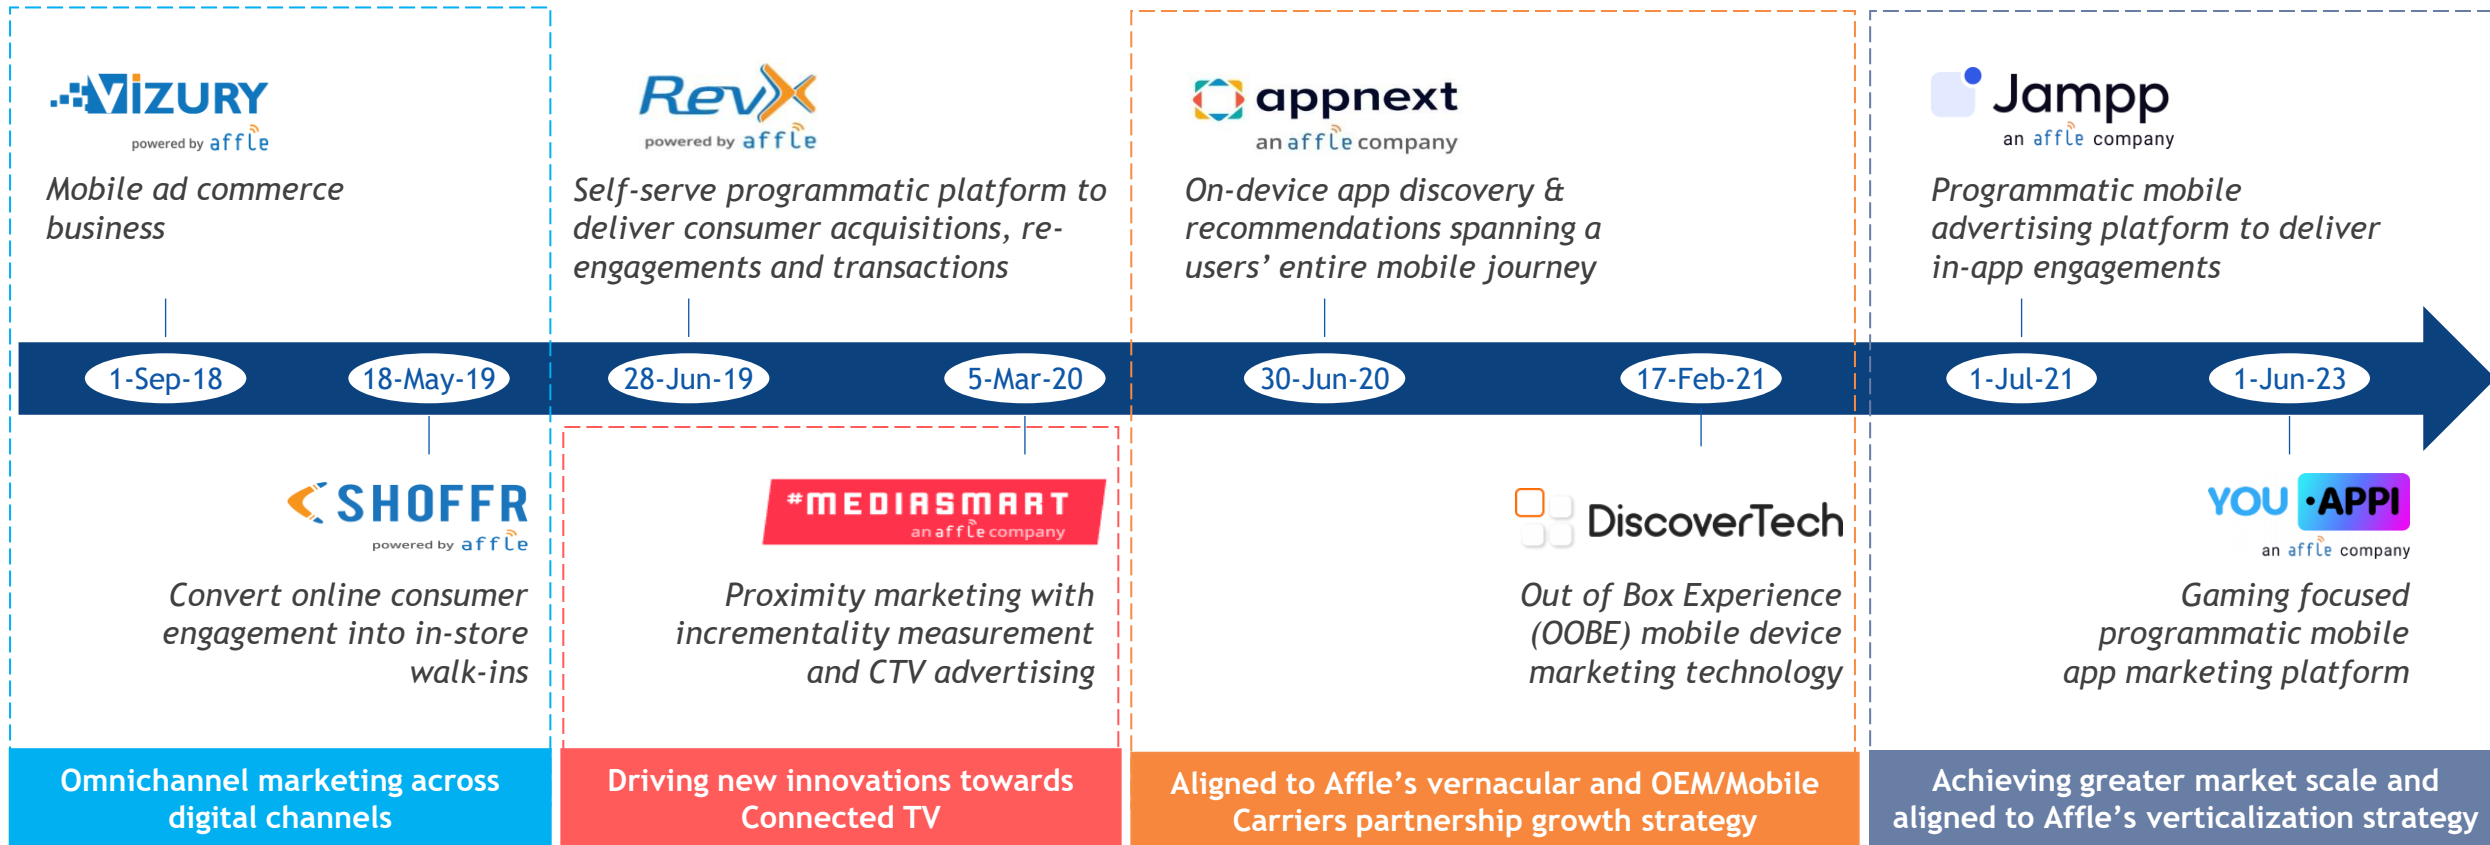 VIZURY
powered by affle
Mobile ad commerce
business
RevX
powered by affle
Self-serve programmatic platform to
deliver consumer acquisitions, re-
engagements and transactions
appnext
an affle company
On-device app discovery &
recommendations spanning a
users’ entire mobile journey
Jampp
an affle company
Programmatic mobile
advertising platform to deliver
in-app engagements
1-Sep-18
18-May-19
28-Jun-19
5-Mar-20
30-Jun-20
17-Feb-21
1-Jul-21
1-Jun-23
SHOFFR
powered by affle
Convert online consumer
engagement into in-store
walk-ins
#MEDIASMART
an affle company
Proximity marketing with
incrementality measurement
and CTV advertising
DiscoverTech
Out of Box Experience
(OOBE) mobile device
marketing technology
YOU•APPI
an affle company
Gaming focused
programmatic mobile
app marketing platform
Omnichannel marketing across
digital channels
Driving new innovations towards
Connected TV
Aligned to Affle’s vernacular and OEM/Mobile
Carriers partnership growth strategy
Achieving greater market scale and
aligned to Affle’s verticalization strategy